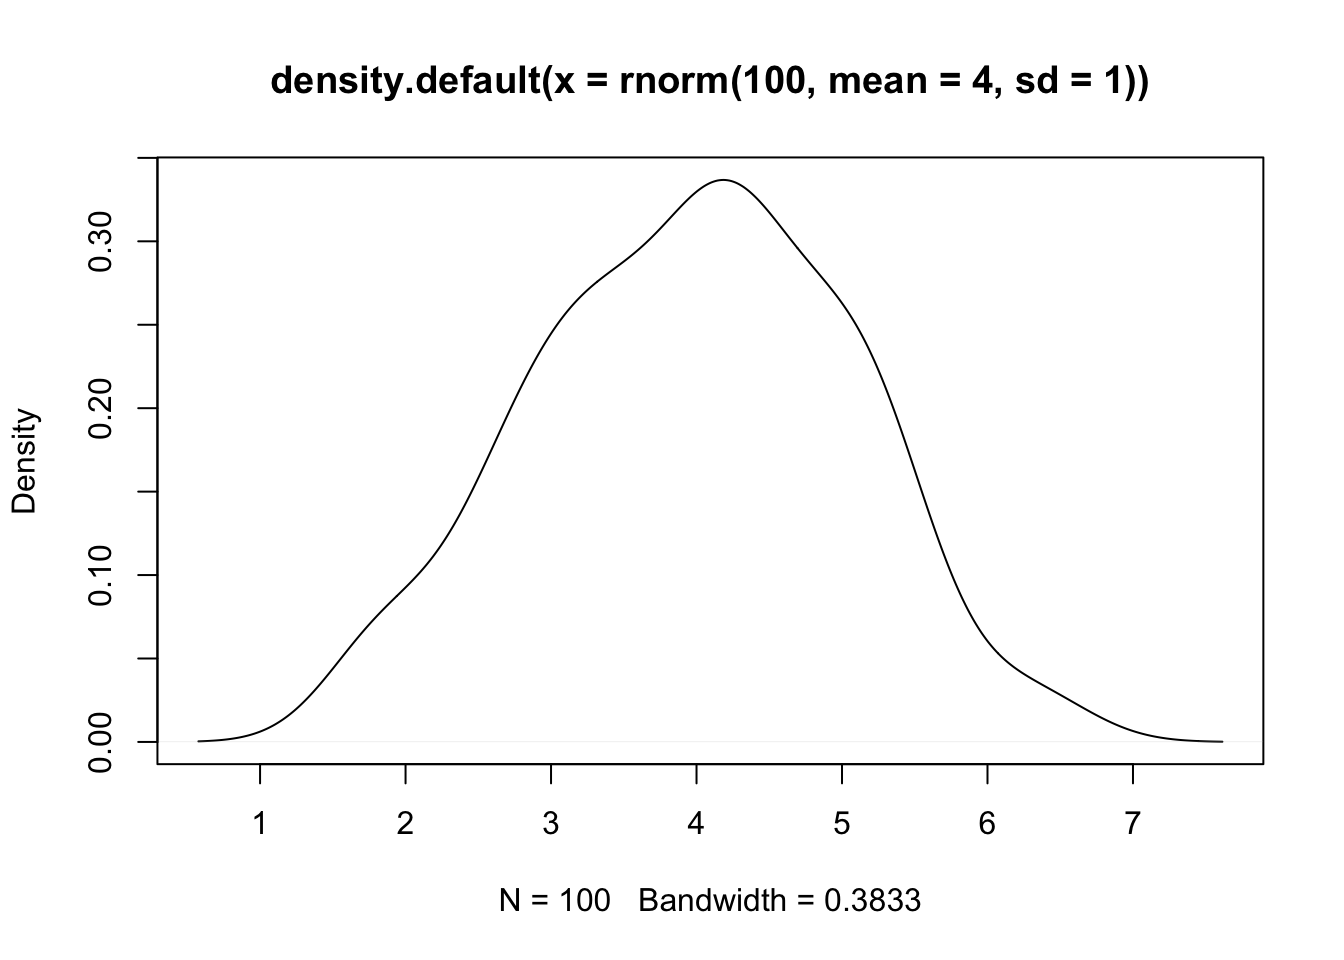 density.default(x = rnorm(100, mean = 4, sd = 1))
Density
0.30
0.20
0.10
0.00
1 2 3 4 5 6 7
N = 100   Bandwidth = 0.3833